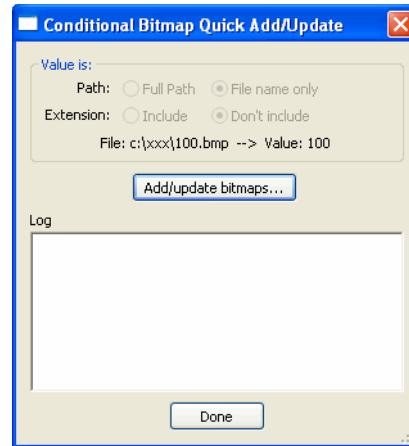 Conditional Bitmap Quick Add/Update
Value is:
Path: Full Path File name only
Extension: Include Don't include
File: c:\xxx\100.bmp --> Value: 100
Add/update bitmaps...
Log
Done